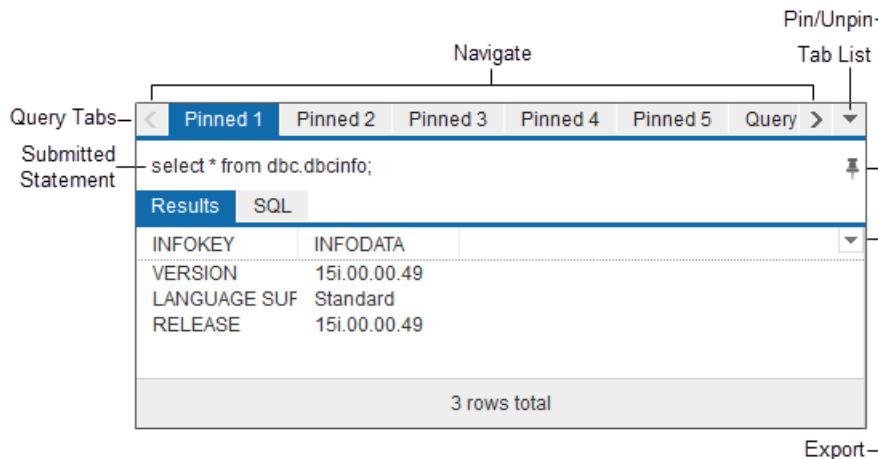 Pin/Unpin
Navigate
Tab List
Query Tabs
Pinned 1 Pinned 2 Pinned 3 Pinned 4 Pinned 5 Query
Submitted
Statement
select * from dbc.dbcinfo;
Results SQL
INFOKEY INFODATA
VERSION 15i.00.00.49
LANGUAGE SUF Standard
RELEASE 15i.00.00.49
3 rows total
Export